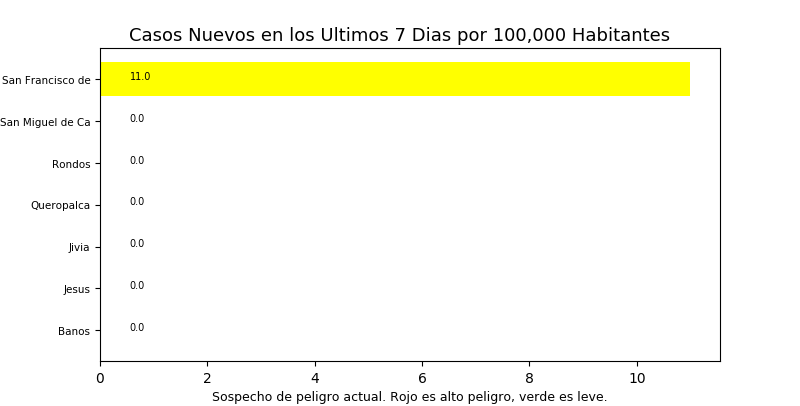 Casos Nuevos en los Ultimos 7 Dias por 100,000 Habitantes
San Francisco de 11.0
San Miguel de Ca 0.0
Rondos 0.0
Queropalca 0.0
Jivia 0.0
Jesus 0.0
Banos 0.0
0 2 4 6 8 10
Sospecho de peligro actual. Rojo es alto peligro, verde es leve.